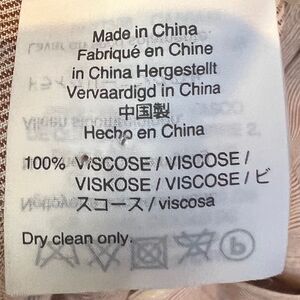 Made in China
Fabriqué en Chine
in China Hergestellt
Vervaardigd in China
中国製
Hecho en China
100% VISCOSE / VISCOSE /
VISKOSE / VISCOSE / ビ
スコース / viscosa
Dry clean only.